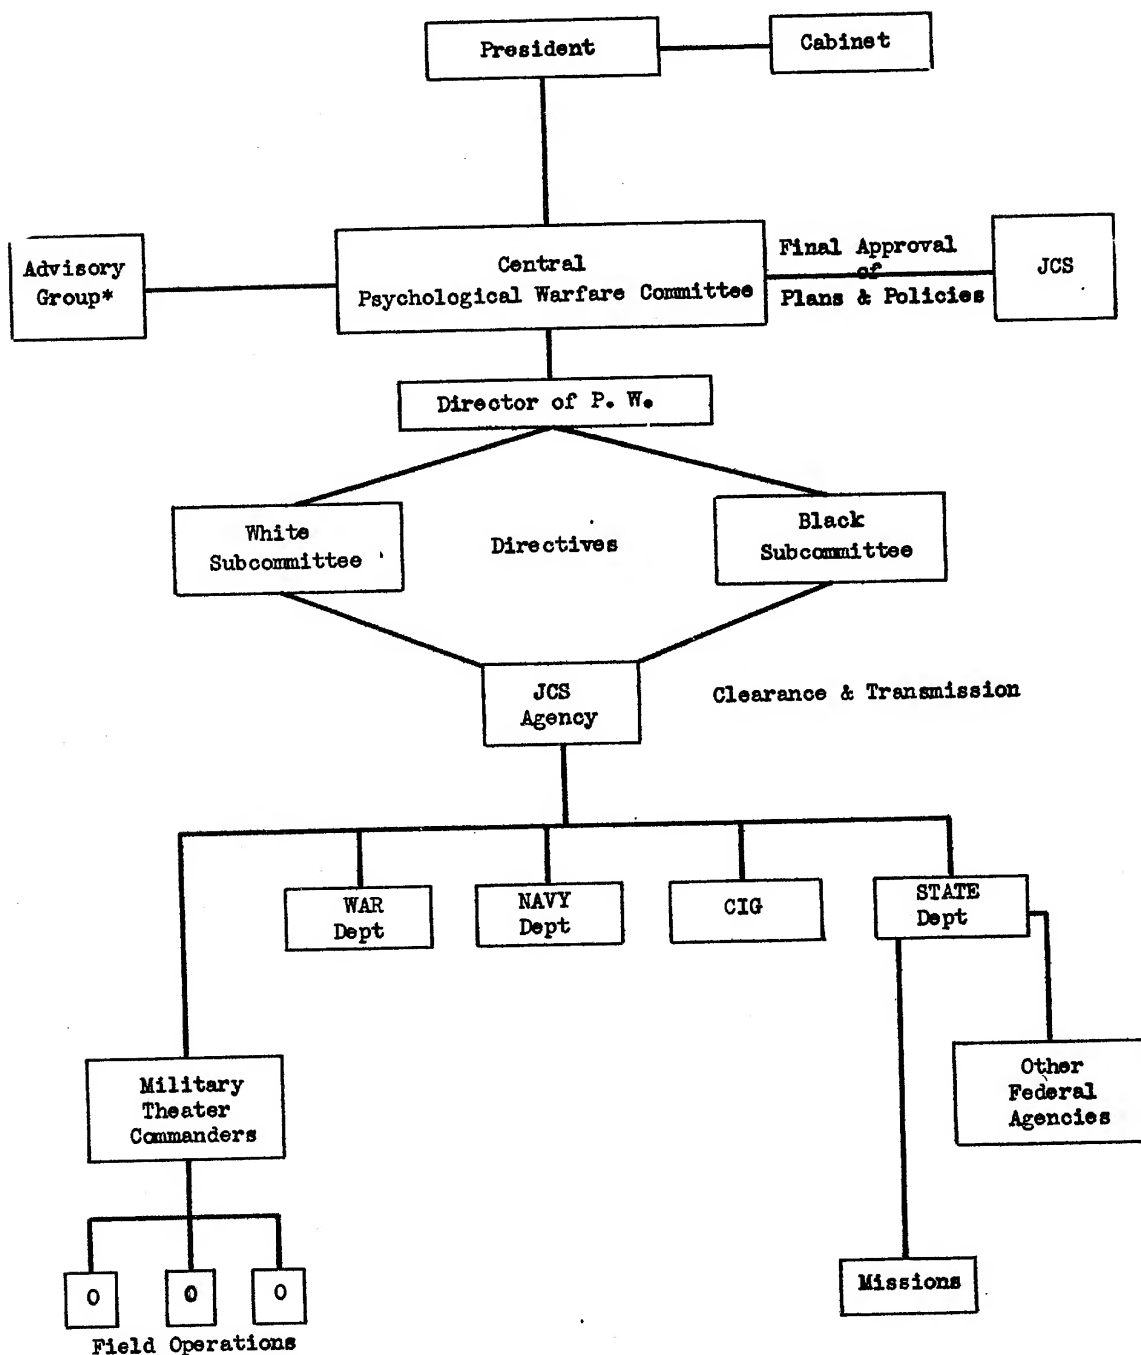 President
Cabinet
Advisory
Group*
Central
Psychological Warfare Committee
Final Approval
of
Plans & Policies
JCS
Director of P. W.
White
Subcommittee
Directives
Black
Subcommittee
JCS
Agency
Clearance & Transmission
WAR
Dept
NAVY
Dept
CIG
STATE
Dept
Military
Theater
Commanders
Other
Federal
Agencies
O
O
O
Field Operations
Missions